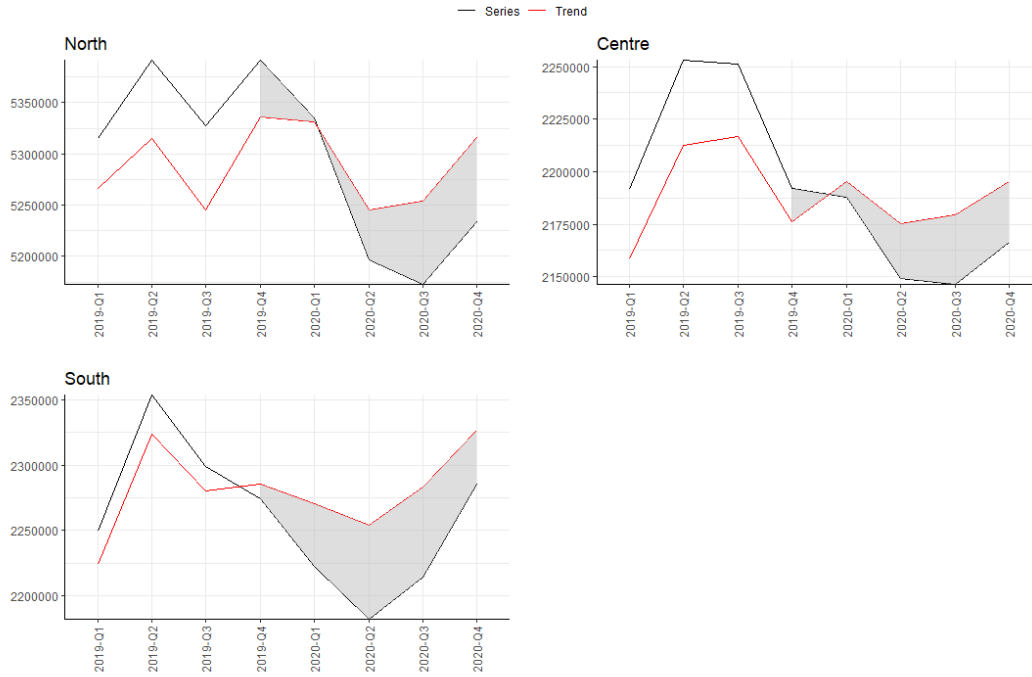 Series Trend
North
5350000
5300000
5250000
5200000
2019-Q1
2019-Q2
2019-Q3
2019-Q4
2020-Q1
2020-Q2
2020-Q3
2020-Q4
Centre
2250000
2225000
2200000
2175000
2150000
2019-Q1
2019-Q2
2019-Q3
2019-Q4
2020-Q1
2020-Q2
2020-Q3
2020-Q4
South
2350000
2300000
2250000
2200000
2019-Q1
2019-Q2
2019-Q3
2019-Q4
2020-Q1
2020-Q2
2020-Q3
2020-Q4